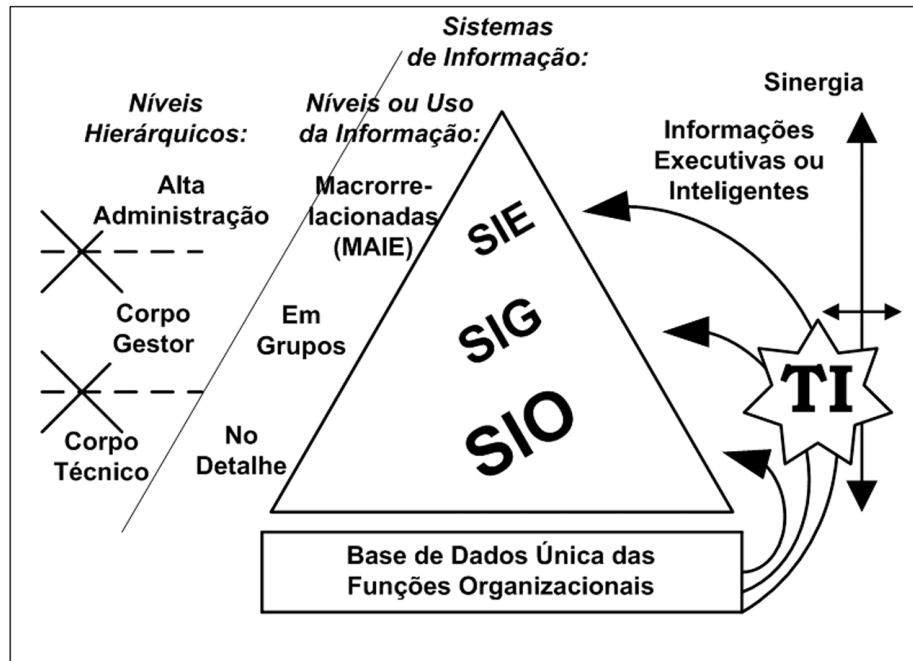 Sistemas
de Informação:
Níveis
Hierárquicos:
Níveis ou Uso
da Informação:
Sinergia
Informações
Executivas ou
Inteligentes
Alta
Administração
Macrorre-
lacionadas
(MAIE)
SIE
Corpo
Gestor
Em
Grupos
SIG
TI
Corpo
Técnico
No
Detalhe
SIO
Base de Dados Única das
Funções Organizacionais